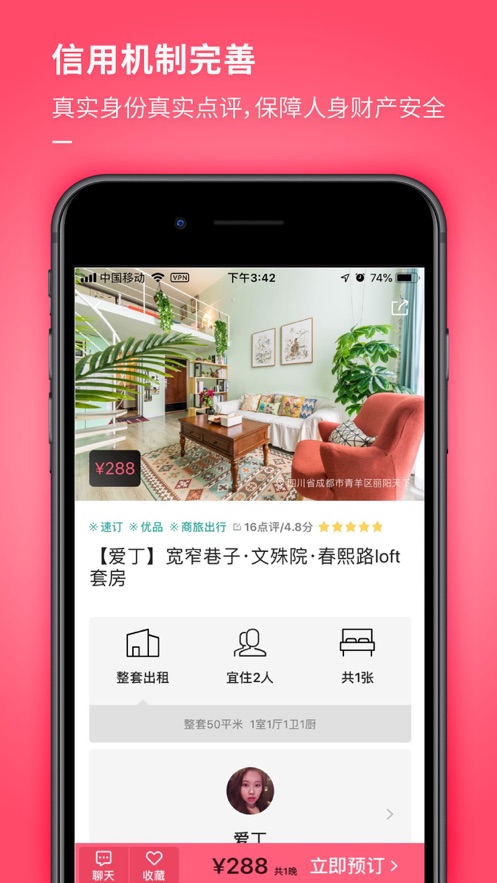 信用机制完善
真实身份真实点评,保障人身财产安全
中国移动 VPN 下午3:42 74%
¥288
四川省成都市青羊区丽阳天下
※速订 ※优品 ※商旅出行 16点评/4.8分
【爱丁】宽窄巷子·文殊院·春熙路loft
套房
整套出租 宜住2人 共1张
整套50平米 1室1厅1卫1厨
爱丁
聊天 收藏 ¥288 共1晚 立即预订